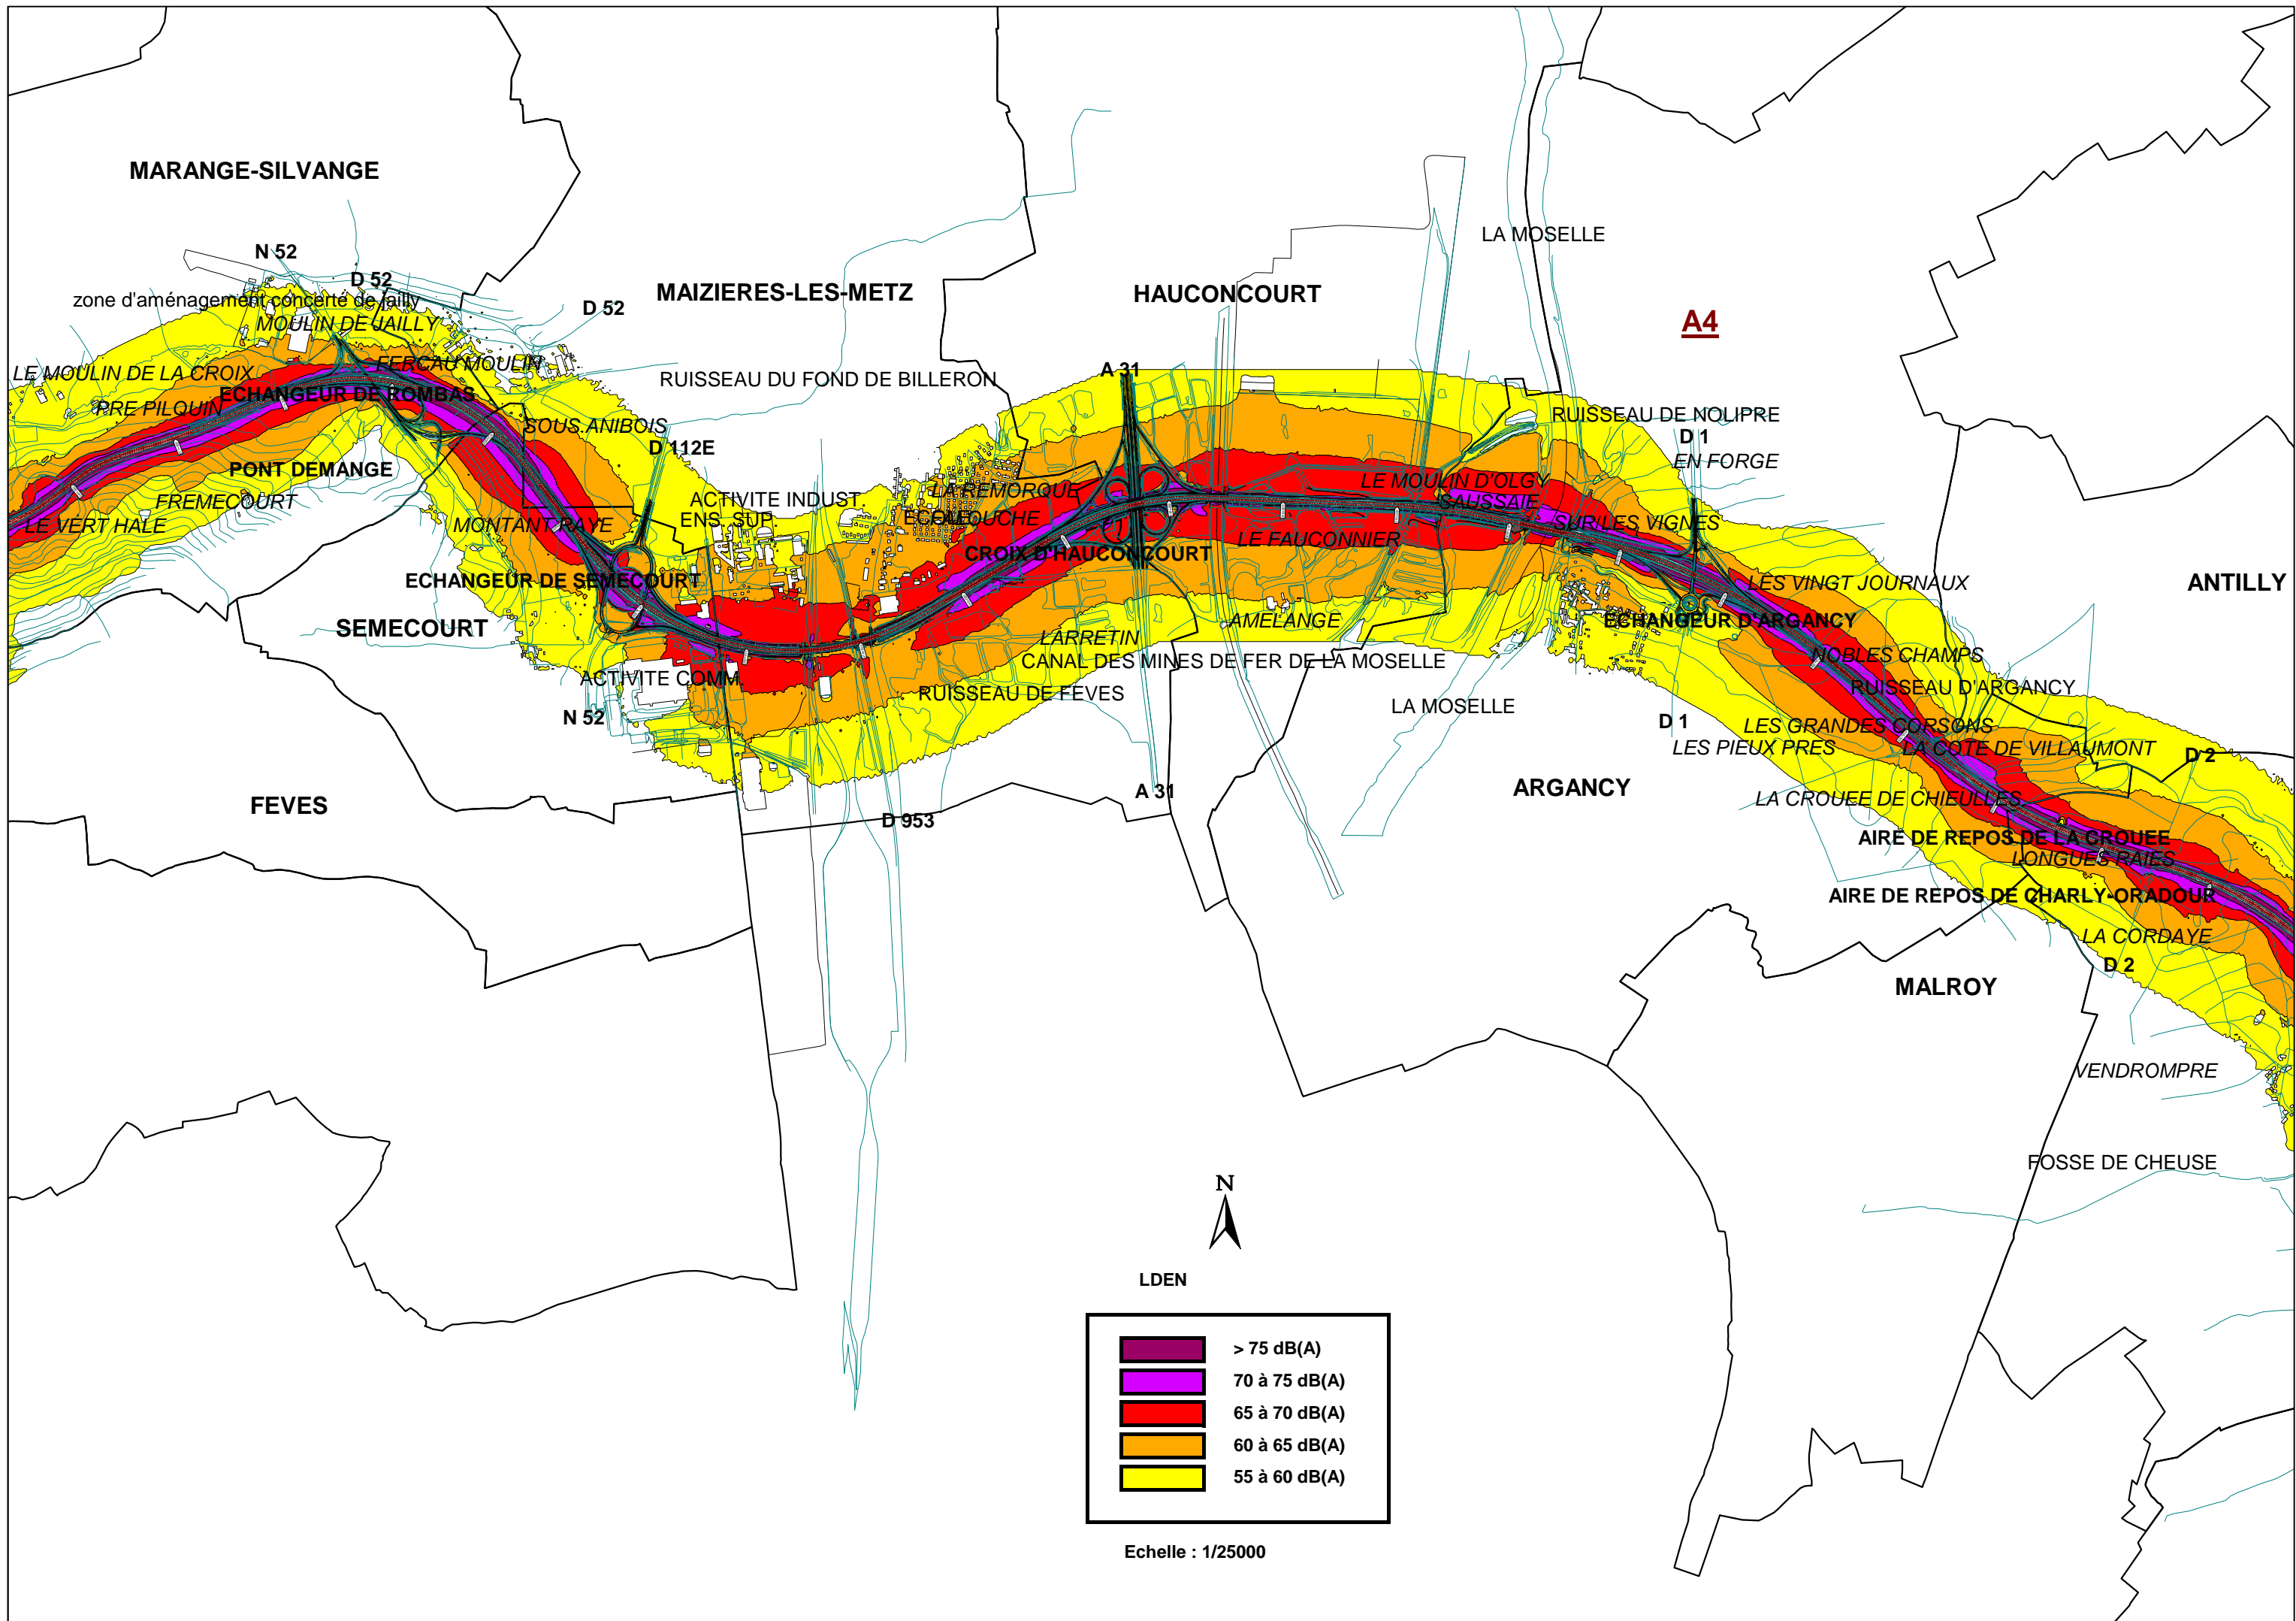 MARANGE-SILVANGE
LA MOSELLE
N 52
D 52
MAIZIERES-LES-METZ
HAUCONCOURT
zone d'aménagement concerte de jailly
D 52
A4
MOULIN DE JAILLY
LE MOULIN DE LA CROIX
FERCAU MOULIN
RUISSEAU DU FOND DE BILLERON
A 31
ECHANGEUR DE ROMBAS
PRE PILQUIN
RUISSEAU DE NOLIPRE
SOUS ANIBOIS
D 1
D 112E
EN FORGE
PONT DEMANGE
LE MOULIN D'OLGY
FREMECOURT
ACTIVITE INDUST.
LA REMORQUE
SAUSSAIE
LE VERT HALE
MONTANT RAYE
ENS. SUP.
SUR LES VIGNES
LE FAUCONNIER
CROIX D'HAUCONCOURT
ECHANGEUR DE SEMECOURT
LES VINGT JOURNAUX
ANTILLY
SEMECOURT
AMELANGE
ECHANGEUR D'ARGANCY
LARRETIN
NOBLES CHAMPS
CANAL DES MINES DE FER DE LA MOSELLE
ACTIVITE COMM.
RUISSEAU DE FEVES
RUISSEAU D'ARGANCY
LA MOSELLE
N 52
D 1
LES GRANDES CORSONS
LES PIEUX PRES
LA COTE DE VILLAUMONT
D 2
ARGANCY
A 31
FEVES
LA CROUEE DE CHIEULLES
D 953
AIRE DE REPOS DE LA CROUEE
LONGUES RAIES
AIRE DE REPOS DE CHARLY-ORADOUR
LA CORDAYE
D 2
MALROY
VENDROMPRE
FOSSE DE CHEUSE
N
LDEN
> 75 dB(A)
70 à 75 dB(A)
65 à 70 dB(A)
60 à 65 dB(A)
55 à 60 dB(A)
Echelle : 1/25000